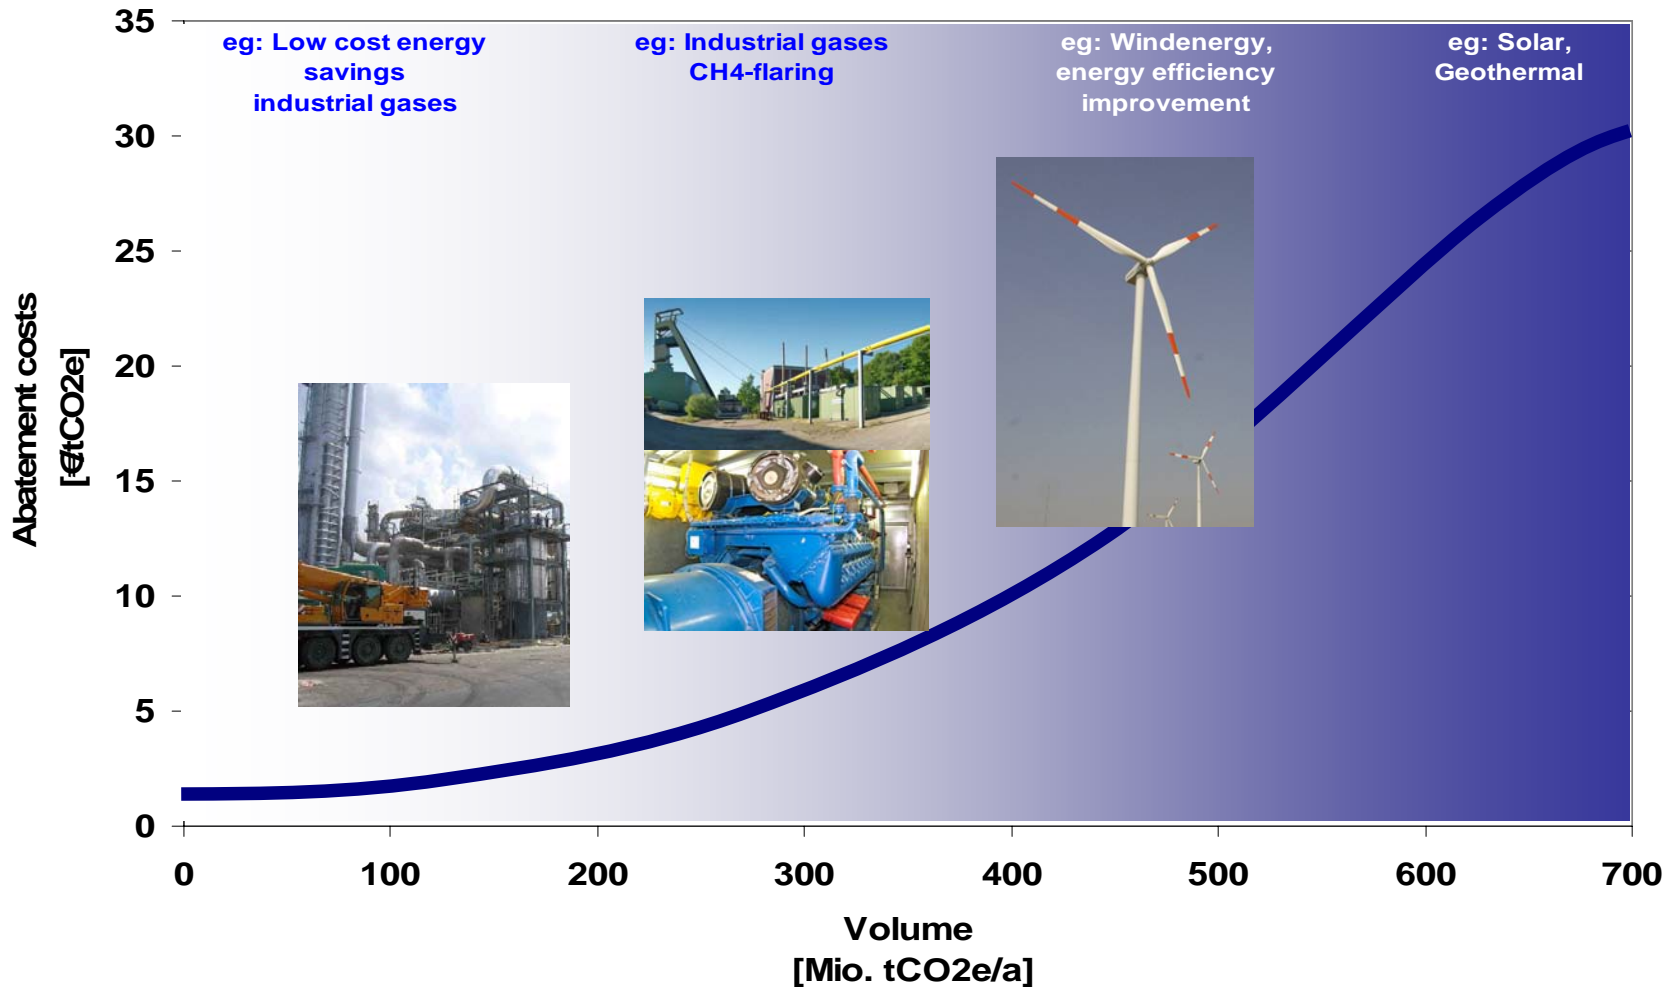 35
eg: Low cost energy
savings
industrial gases
eg: Industrial gases
CH4-flaring
eg: Windenergy,
energy efficiency
improvement
eg: Solar,
Geothermal
30
25
20
15
10
5
0
Abatement costs
[€/tCO2e]
0 100 200 300 400 500 600 700
Volume
[Mio. tCO2e/a]